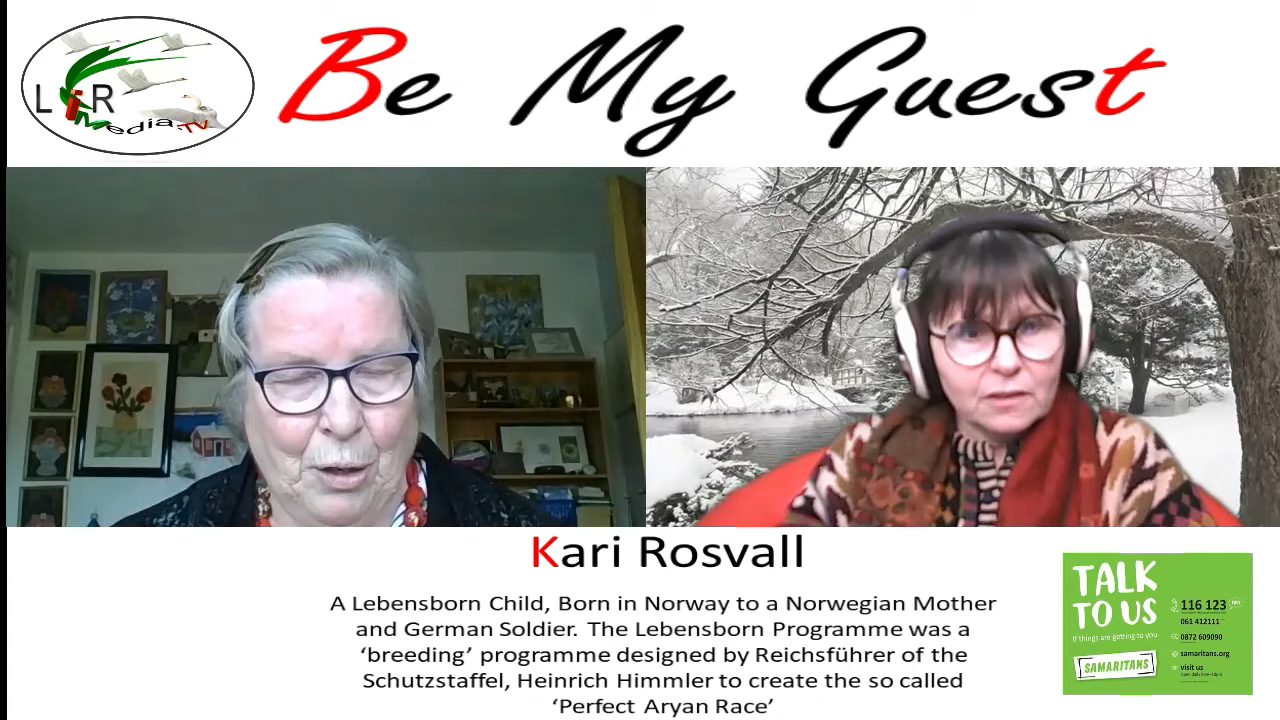 Be My Guest
L i R
Media TV
Kari Rosvall
A Lebensborn Child, Born in Norway to a Norwegian Mother
and German Soldier. The Lebensborn Programme was a
‘breeding’ programme designed by Reichsführer of the
Schutzstaffel, Heinrich Himmler to create the so called
‘Perfect Aryan Race’
TALK
TO US
If things are getting to you
SAMARITANS
116 123
061 412111
0872 609090
samaritans.org
visit us